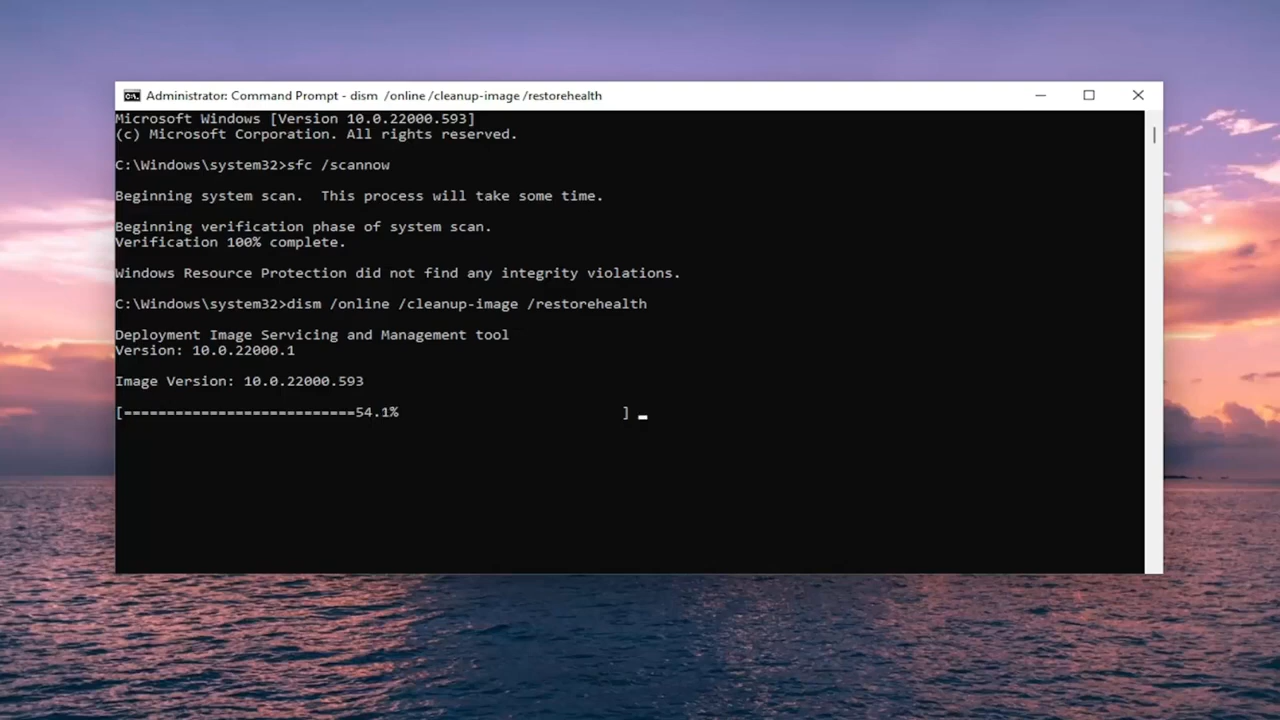 Administrator: Command Prompt - dism  /online /cleanup-image /restorehealth
Microsoft Windows [Version 10.0.22000.593]
(c) Microsoft Corporation. All rights reserved.
C:\Windows\system32>sfc /scannow
Beginning system scan.  This process will take some time.
Beginning verification phase of system scan.
Verification 100% complete.
Windows Resource Protection did not find any integrity violations.
C:\Windows\system32>dism /online /cleanup-image /restorehealth
Deployment Image Servicing and Management tool
Version: 10.0.22000.1
Image Version: 10.0.22000.593
[===========================54.1%                          ]